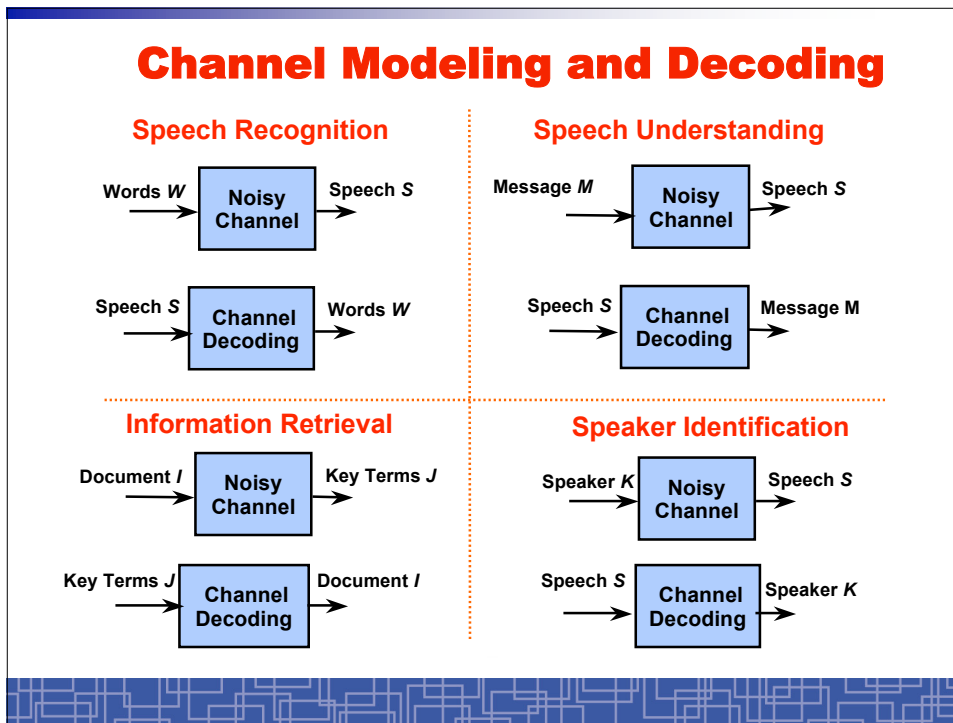 Channel Modeling and Decoding
Speech Recognition
Words W
Noisy
Channel
Speech S
Speech S
Channel
Decoding
Words W
Speech Understanding
Message M
Noisy
Channel
Speech S
Speech S
Channel
Decoding
Message M
Information Retrieval
Document I
Noisy
Channel
Key Terms J
Key Terms J
Channel
Decoding
Document I
Speaker Identification
Speaker K
Noisy
Channel
Speech S
Speech S
Channel
Decoding
Speaker K